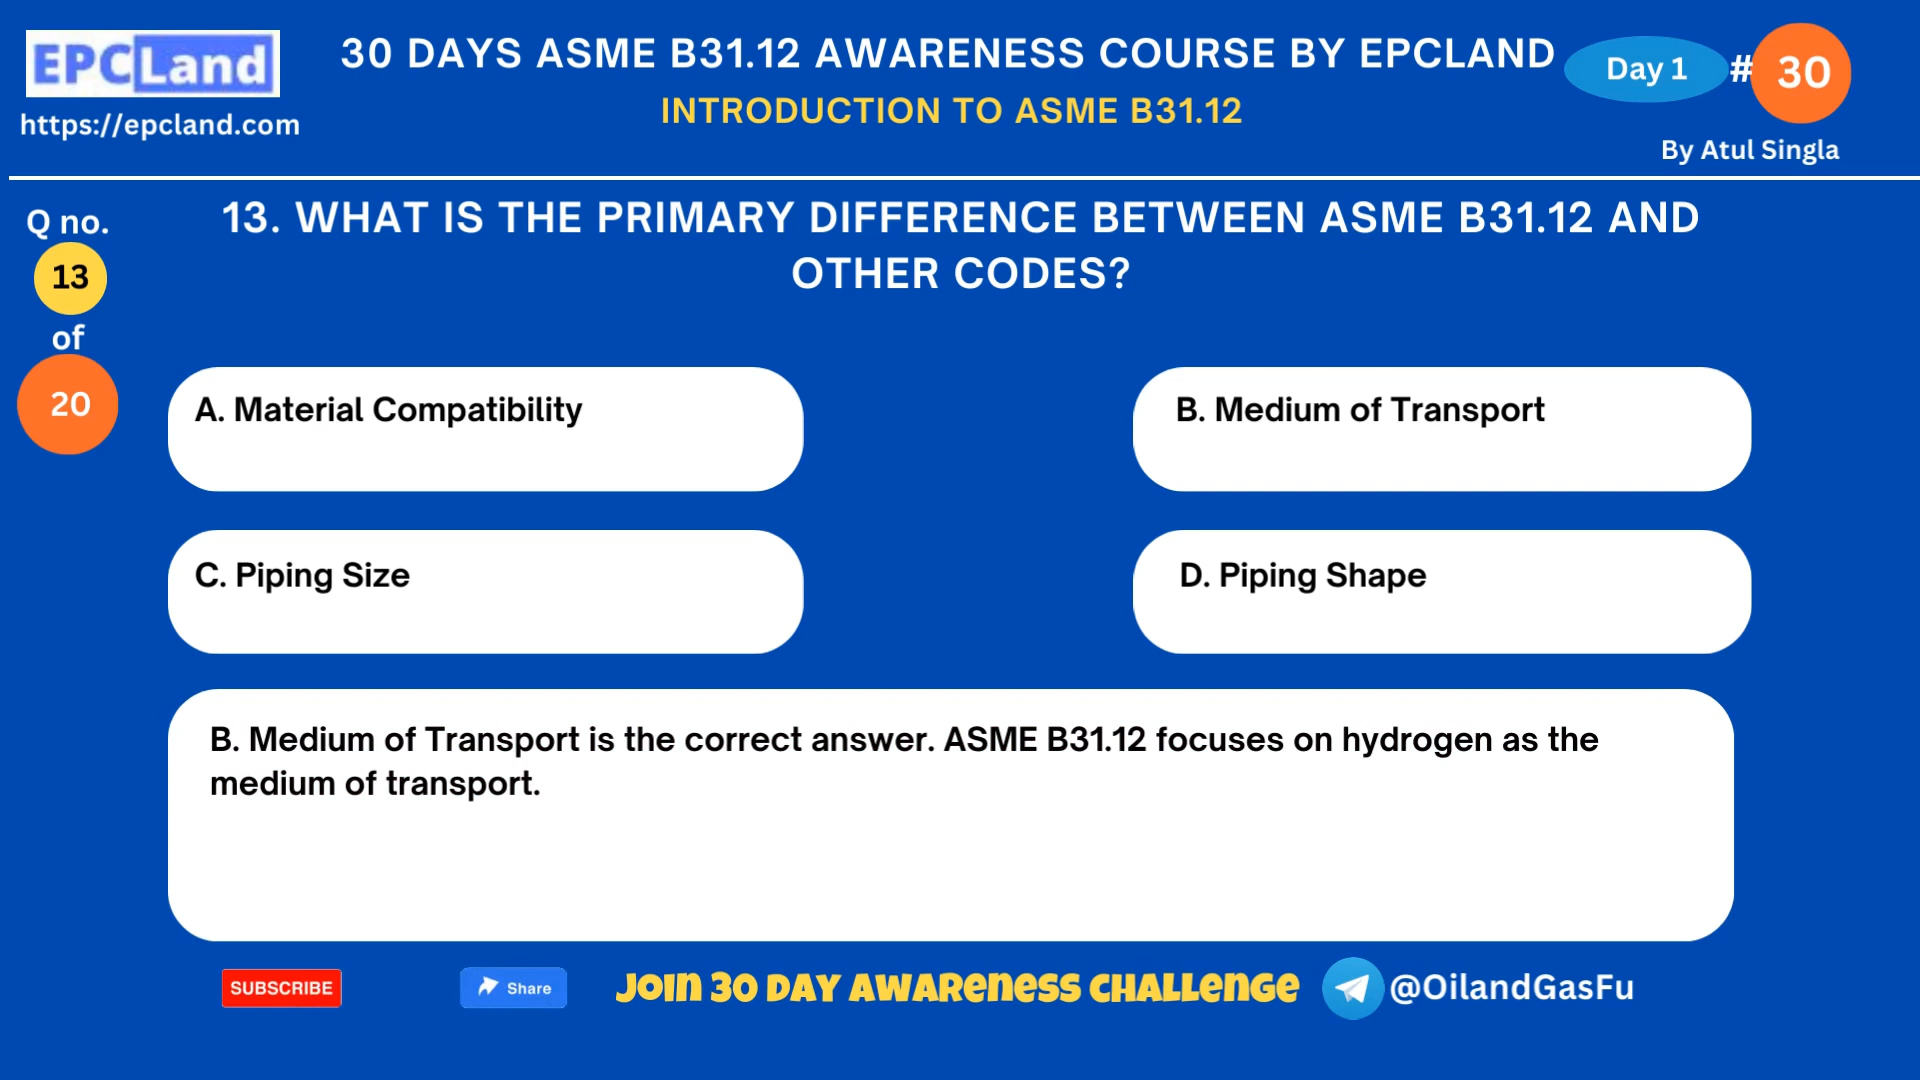 EPCLand
https://epcland.com
30 DAYS ASME B31.12 AWARENESS COURSE BY EPCLAND
INTRODUCTION TO ASME B31.12
Day 1
#
30
By Atul Singla
Q no.
13
of
20
13. WHAT IS THE PRIMARY DIFFERENCE BETWEEN ASME B31.12 AND
OTHER CODES?
A. Material Compatibility
B. Medium of Transport
C. Piping Size
D. Piping Shape
B. Medium of Transport is the correct answer. ASME B31.12 focuses on hydrogen as the
medium of transport.
SUBSCRIBE
Share
JOIN 30 DAY AWARENESS CHALLENGE
@OilandGasFu